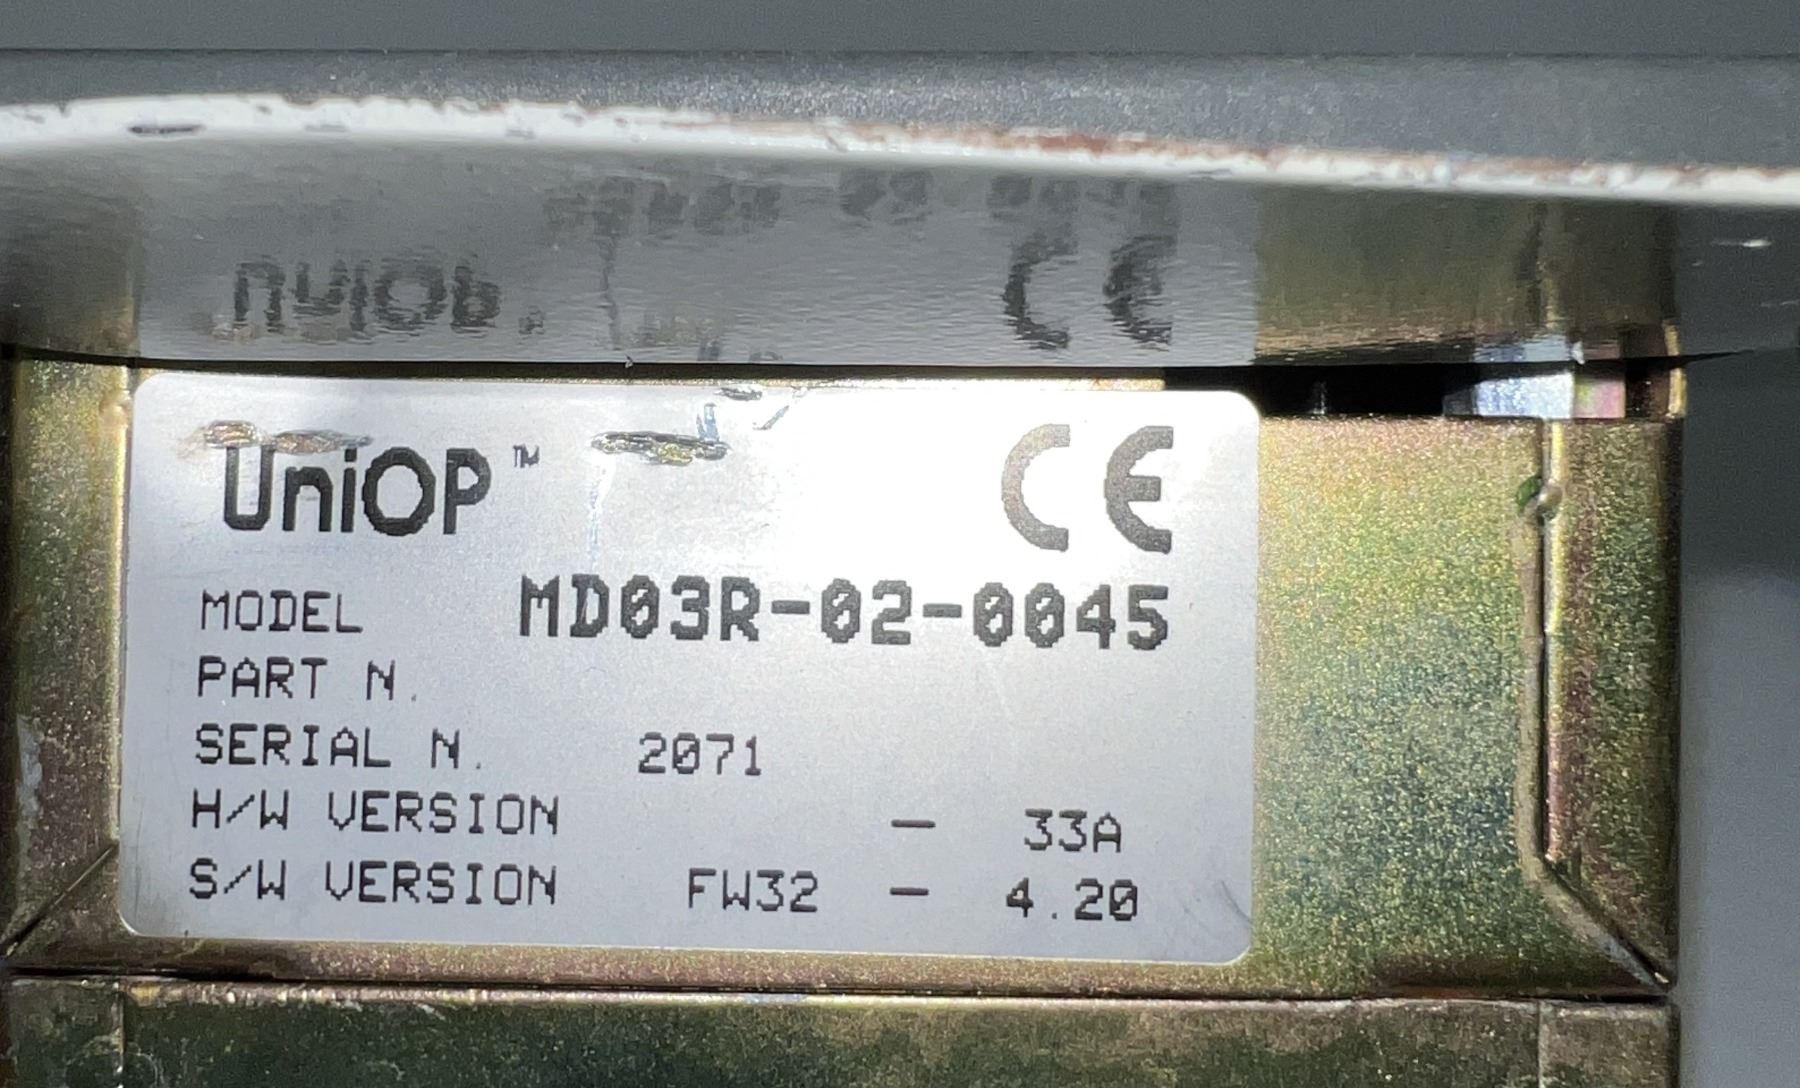 UniOP™ CE
MODEL MD03R-02-0045
PART N.
SERIAL N. 2071
H/W VERSION - 33A
S/W VERSION FW32 - 4.20